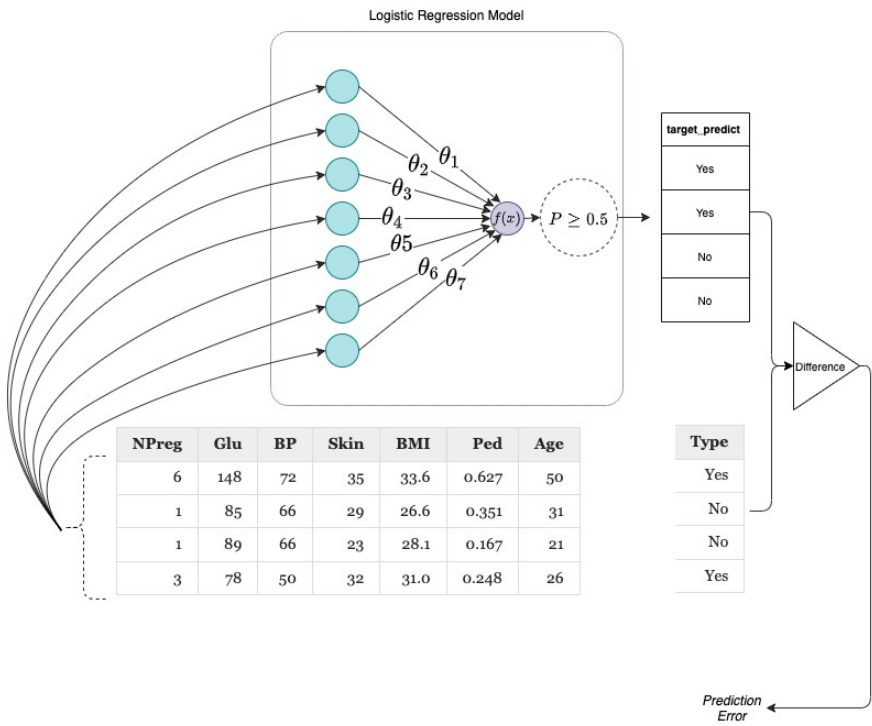 Logistic Regression Model
θ1
θ2
θ3
θ4
θ5
θ6
θ7
f(x)
P ≥ 0.5
target_predict
Yes
Yes
No
No
Difference
NPreg Glu BP Skin BMI Ped Age
6 148 72 35 33.6 0.627 50
1 85 66 29 26.6 0.351 31
1 89 66 23 28.1 0.167 21
3 78 50 32 31.0 0.248 26
Type
Yes
No
No
Yes
Prediction
Error